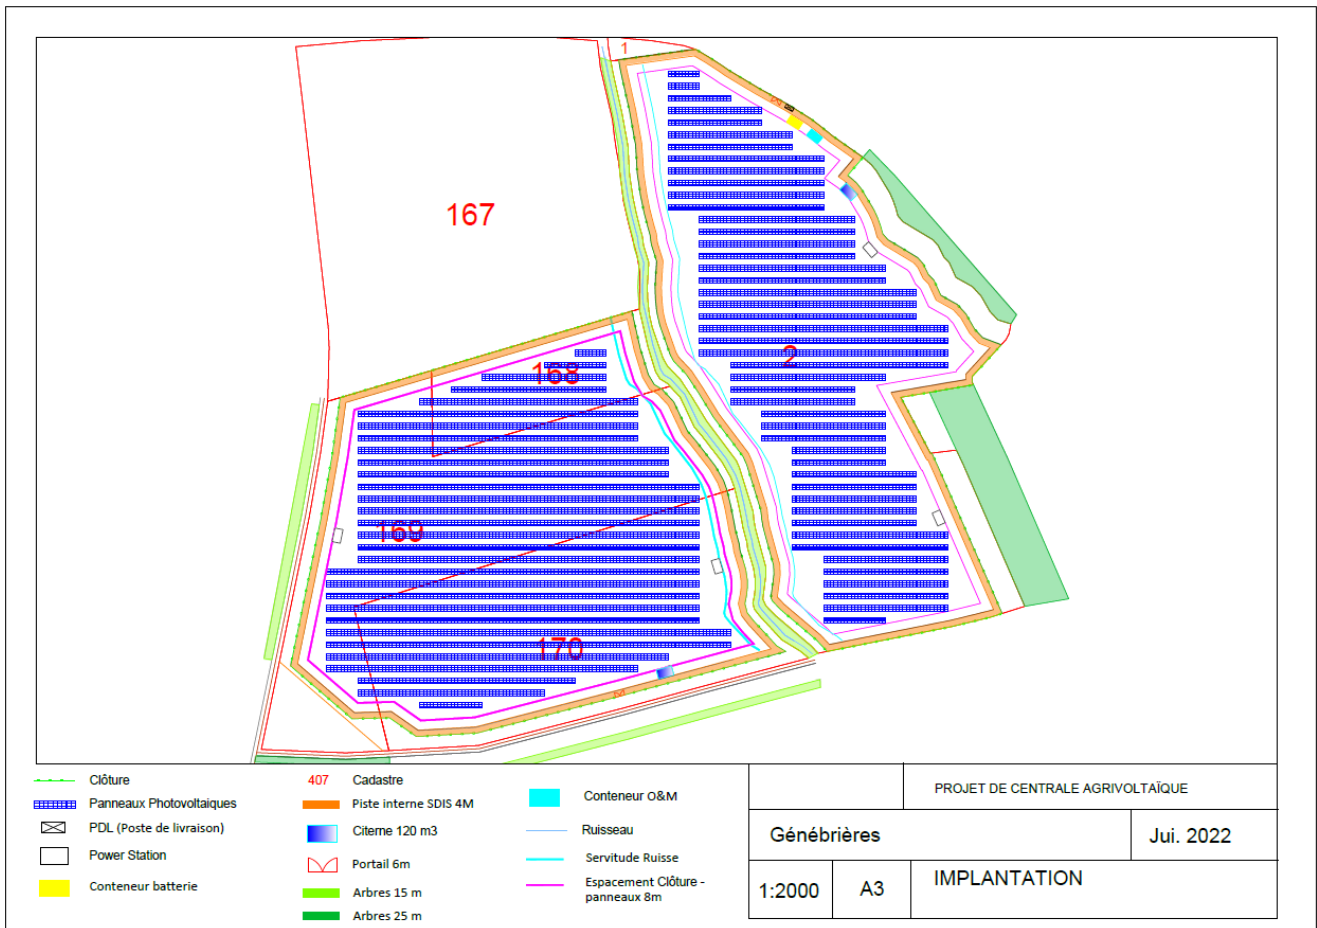 1
167
2
168
169
170
Clôture
Panneaux Photovoltaiques
PDL (Poste de livraison)
Power Station
Conteneur batterie
407 Cadastre
Piste interne SDIS 4M
Citerne 120 m3
Portail 6m
Arbres 15 m
Arbres 25 m
Conteneur O&M
Ruisseau
Servitude Ruisse
Espacement Clôture -
panneaux 8m
PROJET DE CENTRALE AGRIVOLTAÏQUE
Génébrières
Jui. 2022
1:2000
A3
IMPLANTATION